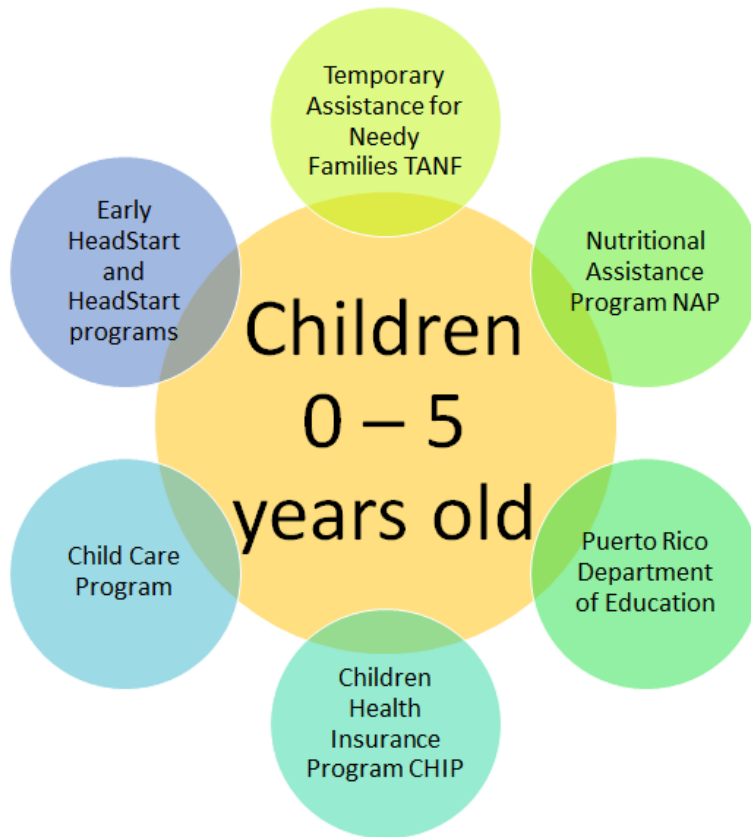 Temporary
Assistance for
Needy
Families TANF
Early
HeadStart
and
HeadStart
programs
Nutritional
Assistance
Program NAP
Children
0 – 5
years old
Child Care
Program
Puerto Rico
Department
of Education
Children
Health
Insurance
Program CHIP